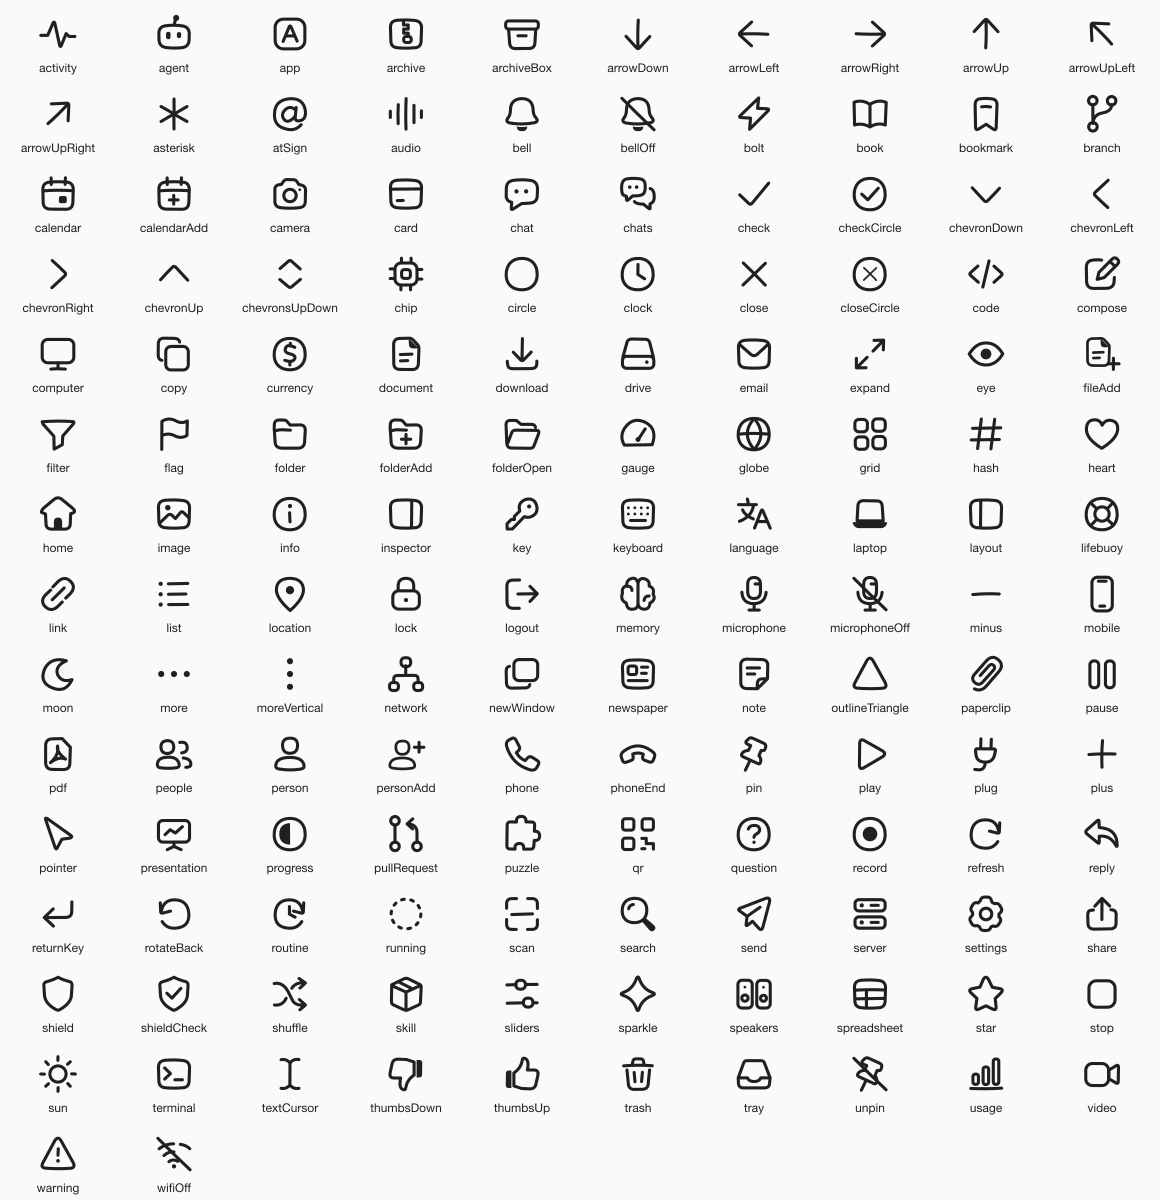 activity agent app archive archiveBox arrowDown arrowLeft arrowRight arrowUp arrowUpLeft
arrowUpRight asterisk atSign audio bell bellOff bolt book bookmark branch
calendar calendarAdd camera card chat chats check checkCircle chevronDown chevronLeft
chevronRight chevronUp chevronsUpDown chip circle clock close closeCircle code compose
computer copy currency document download drive email expand eye fileAdd
filter flag folder folderAdd folderOpen gauge globe grid hash heart
home image info inspector key keyboard language laptop layout lifebuoy
link list location lock logout memory microphone microphoneOff minus mobile
moon more moreVertical network newWindow newspaper note outlineTriangle paperclip pause
pdf people person personAdd phone phoneEnd pin play plug plus
pointer presentation progress pullRequest puzzle qr question record refresh reply
returnKey rotateBack routine running scan search send server settings share
shield shieldCheck shuffle skill sliders sparkle speakers spreadsheet star stop
sun terminal textCursor thumbsDown thumbsUp trash tray unpin usage video
warning wifiOff